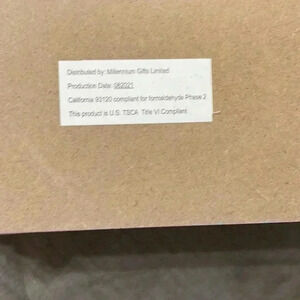 Distributed by: Millennium Gifts Limited
Production Date: 062021
California 93120 compliant for formaldehyde Phase 2
This product is U.S. TSCA Title VI Compliant